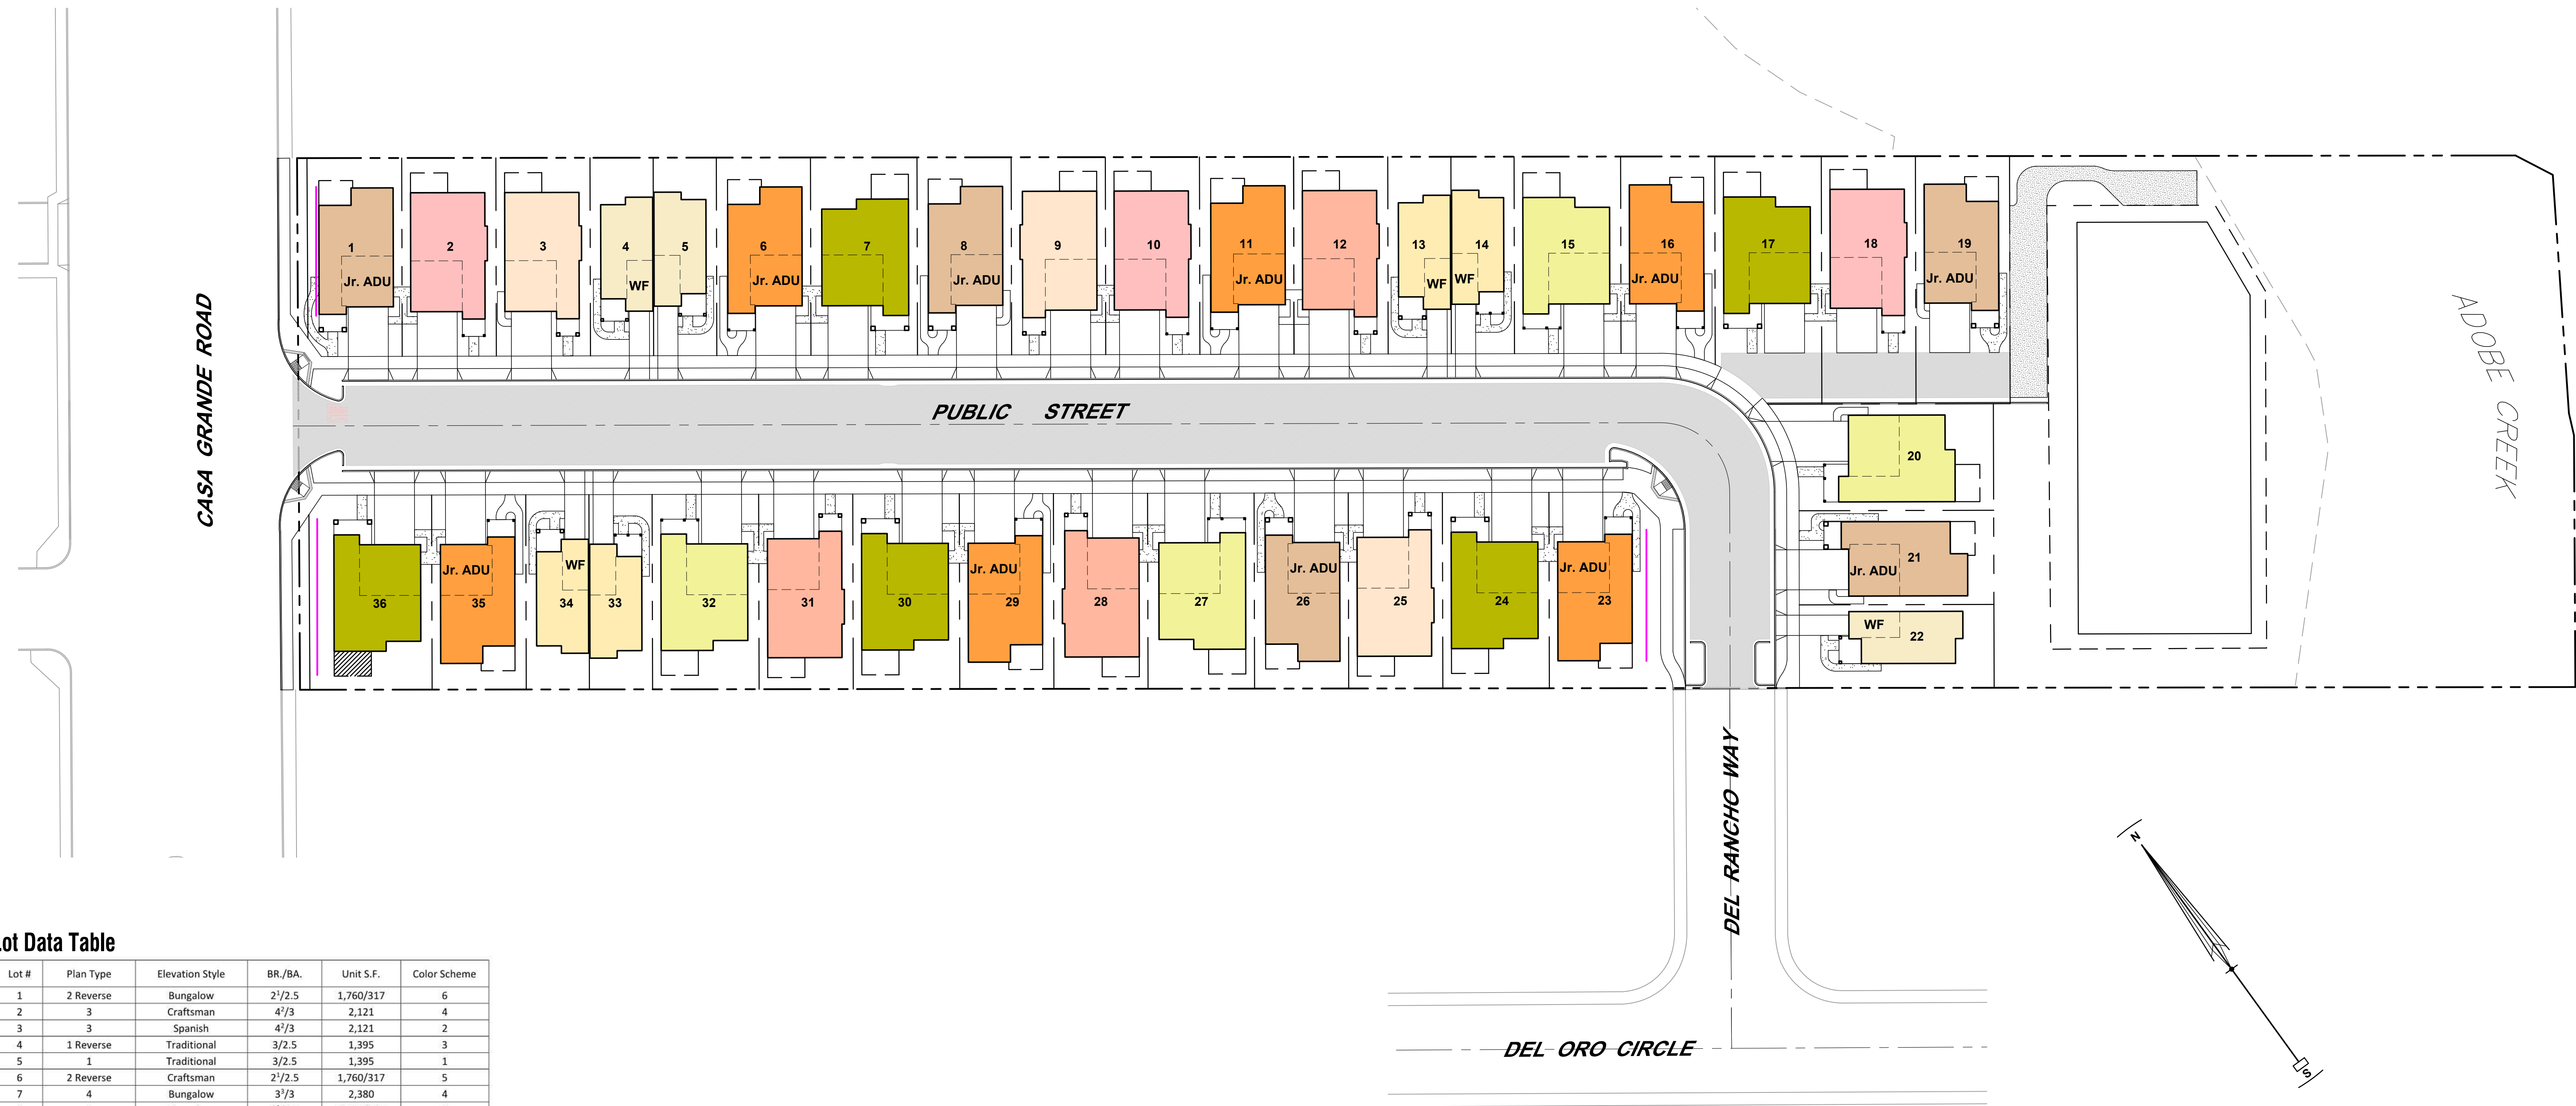 1
2
3
4
5
6
7
8
9
10
11
12
13
14
15
16
17
18
19
Jr. ADU
WF
Jr. ADU
Jr. ADU
Jr. ADU
WF
WF
Jr. ADU
Jr. ADU
CASA GRANDE ROAD
PUBLIC STREET
ADOBE CREEK
20
21
Jr. ADU
22
WF
36
35
Jr. ADU
34
WF
33
32
31
30
29
Jr. ADU
28
27
26
Jr. ADU
25
24
23
Jr. ADU
DEL RANCHO WAY
DEL ORO CIRCLE
N
S
ot Data Table
Lot # Plan Type Elevation Style BR./BA. Unit S.F. Color Scheme
1 2 Reverse Bungalow 2¹/2.5 1,760/317 6
2 3 Craftsman 4²/3 2,121 4
3 3 Spanish 4²/3 2,121 2
4 1 Reverse Traditional 3/2.5 1,395 3
5 1 Traditional 3/2.5 1,395 1
6 2 Reverse Craftsman 2¹/2.5 1,760/317 5
7 4 Bungalow 3³/3 2,380 4